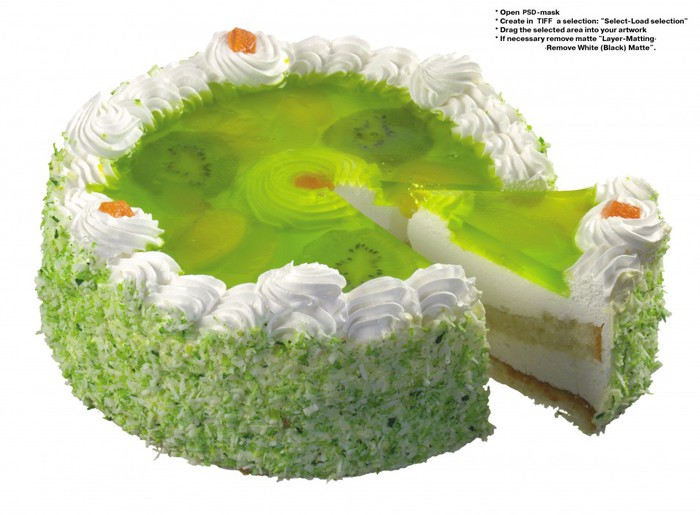 * Open PSD-mask
* Create in TIFF a selection: "Select-Load selection"
* Drag the selected area into your artwork
* If necessary remove matte "Layer-Matting-
-Remove White (Black) Matte".